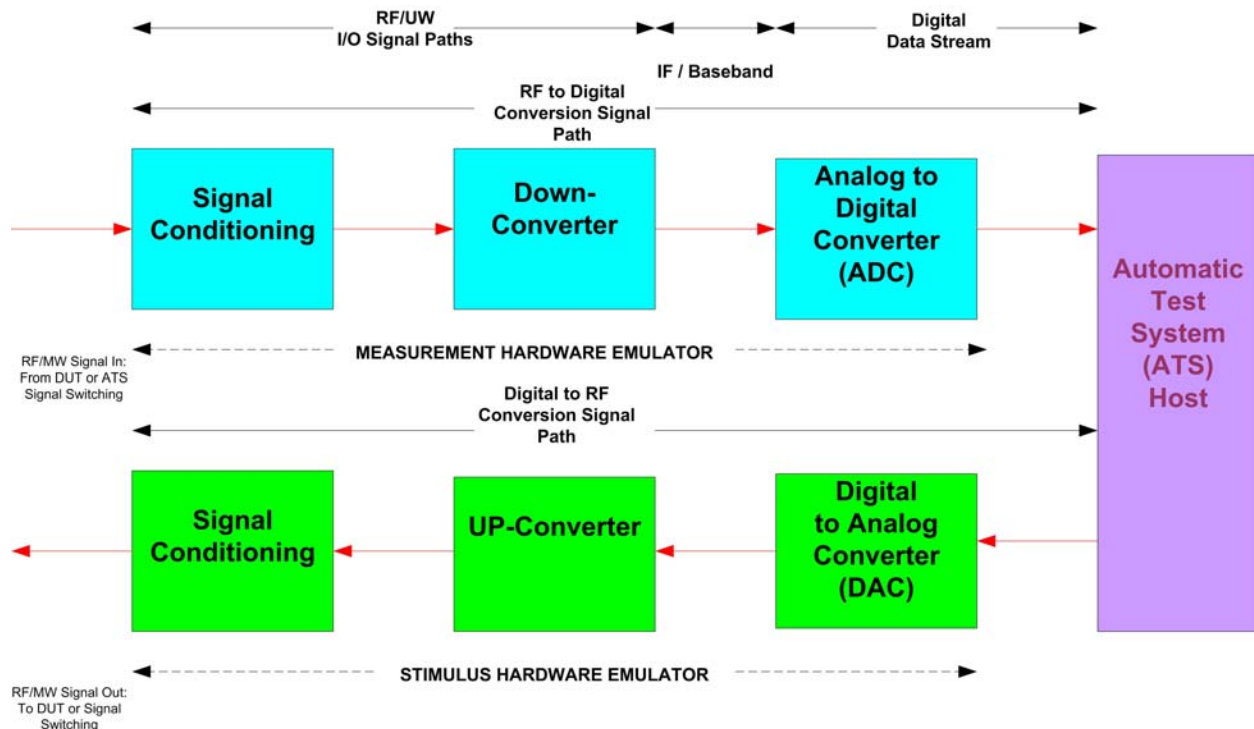 RF/UW
I/O Signal Paths
Digital
Data Stream
IF / Baseband
RF to Digital
Conversion Signal
Path
Signal
Conditioning
Down-
Converter
Analog to
Digital
Converter
(ADC)
Automatic
Test
System
(ATS)
Host
RF/MW Signal In:
From DUT or ATS
Signal Switching
MEASUREMENT HARDWARE EMULATOR
Digital to RF
Conversion Signal
Path
Signal
Conditioning
UP-Converter
Digital
to Analog
Converter
(DAC)
RF/MW Signal Out:
To DUT or Signal
Switching
STIMULUS HARDWARE EMULATOR